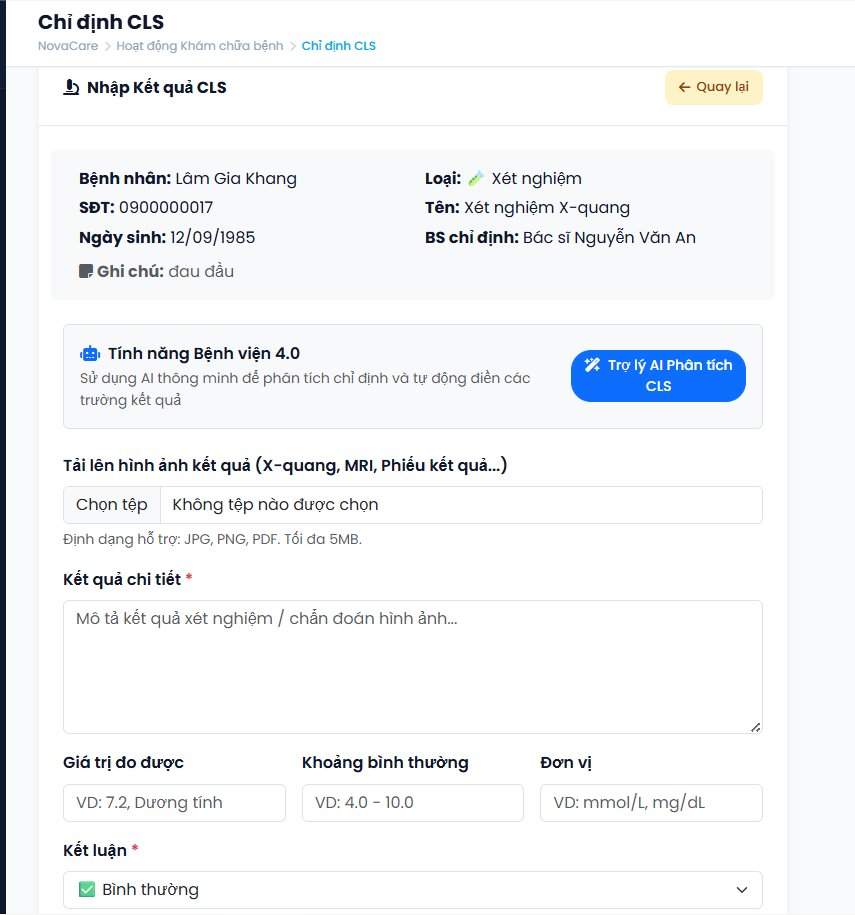 Chỉ định CLS
NovaCare > Hoạt động Khám chữa bệnh > Chỉ định CLS
Nhập Kết quả CLS
← Quay lại
Bệnh nhân: Lâm Gia Khang
Loại: Xét nghiệm
SĐT: 0900000017
Tên: Xét nghiệm X-quang
Ngày sinh: 12/09/1985
BS chỉ định: Bác sĩ Nguyễn Văn An
Ghi chú: đau đầu
Tính năng Bệnh viện 4.0
Sử dụng AI thông minh để phân tích chỉ định và tự động điền các
trường kết quả
Trợ lý AI Phân tích
CLS
Tải lên hình ảnh kết quả (X-quang, MRI, Phiếu kết quả...)
Chọn tệp Không tệp nào được chọn
Định dạng hỗ trợ: JPG, PNG, PDF. Tối đa 5MB.
Kết quả chi tiết *
Mô tả kết quả xét nghiệm / chẩn đoán hình ảnh...
Giá trị đo được
Khoảng bình thường
Đơn vị
VD: 7.2, Dương tính
VD: 4.0 - 10.0
VD: mmol/L, mg/dL
Kết luận *
✅ Bình thường